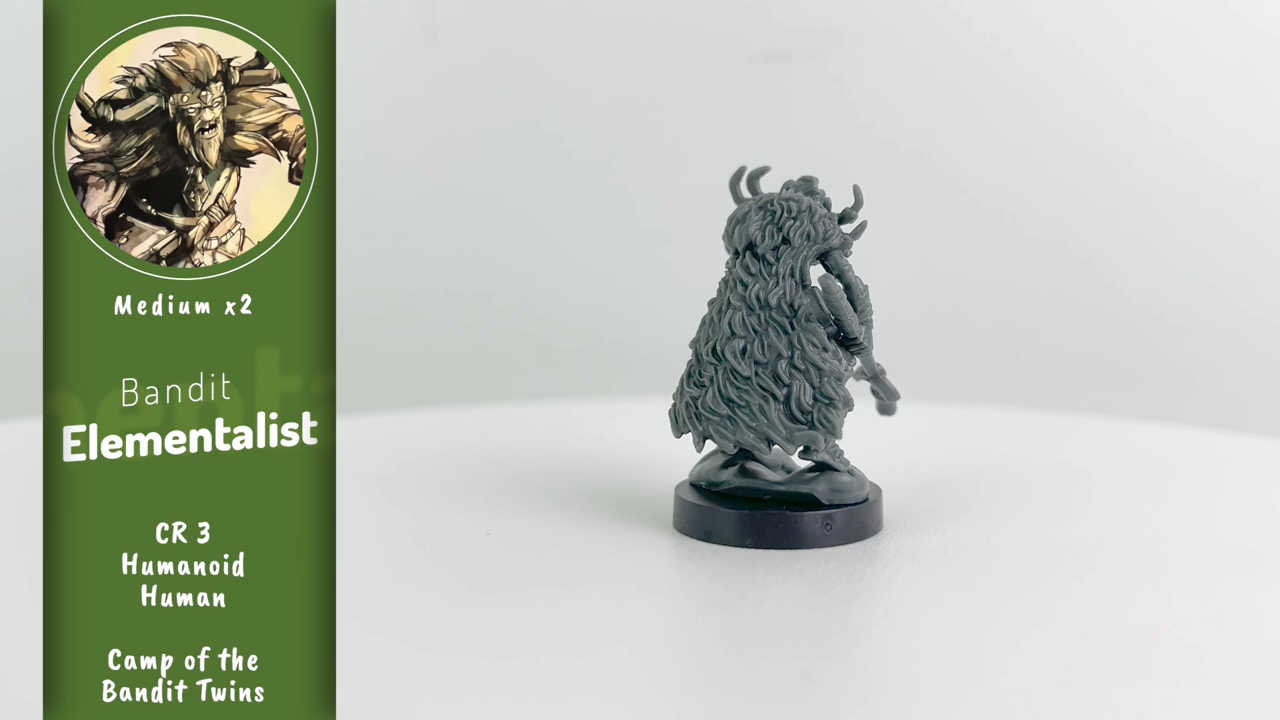 Medium x2
Bandit
Elementalist
CR 3
Humanoid
Human
Camp of the
Bandit Twins